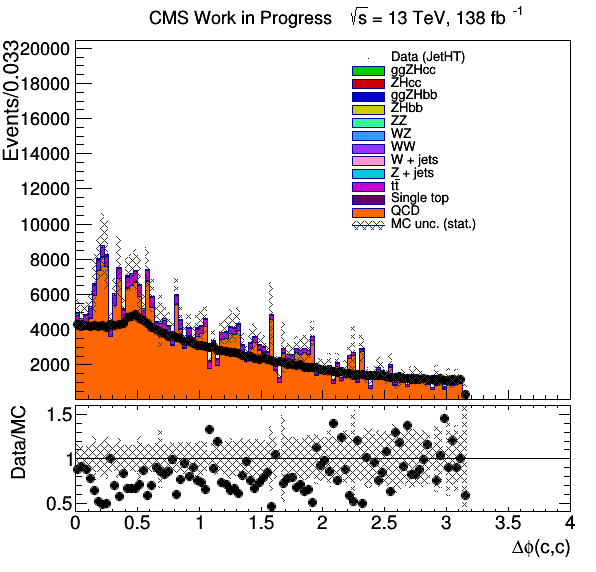 CMS Work in Progress √s = 13 TeV, 138 fb -1
Events/0.033
20000
18000
16000
14000
12000
10000
8000
6000
4000
2000
Data (JetHT)
ggZHcc
ZHcc
ggZHbb
ZHbb
ZZ
WZ
WW
W + jets
Z + jets
tt̄
Single top
QCD
MC unc. (stat.)
Data/MC
1.5
1
0.5
0 0.5 1 1.5 2 2.5 3 3.5 4
Δϕ(c,c)